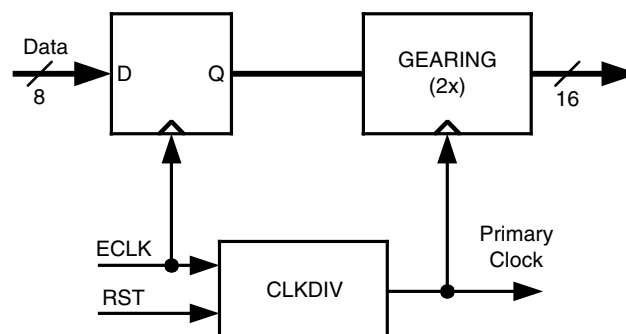 Data
8
D
Q
GEARING
(2x)
16
ECLK
RST
CLKDIV
Primary
Clock